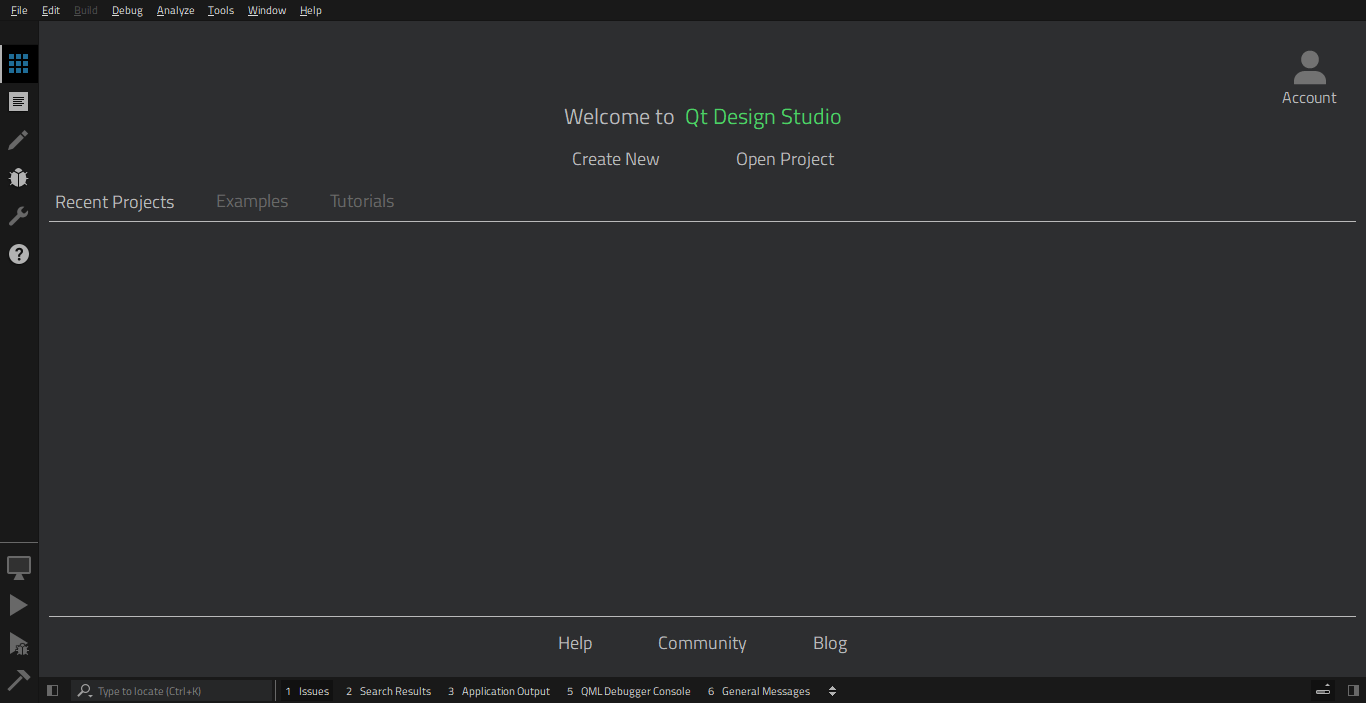 File Edit Build Debug Analyze Tools Window Help
Account
Welcome to Qt Design Studio
Create New Open Project
Recent Projects Examples Tutorials
Help Community Blog
Type to locate (Ctrl+K) 1 Issues 2 Search Results 3 Application Output 5 QML Debugger Console 6 General Messages